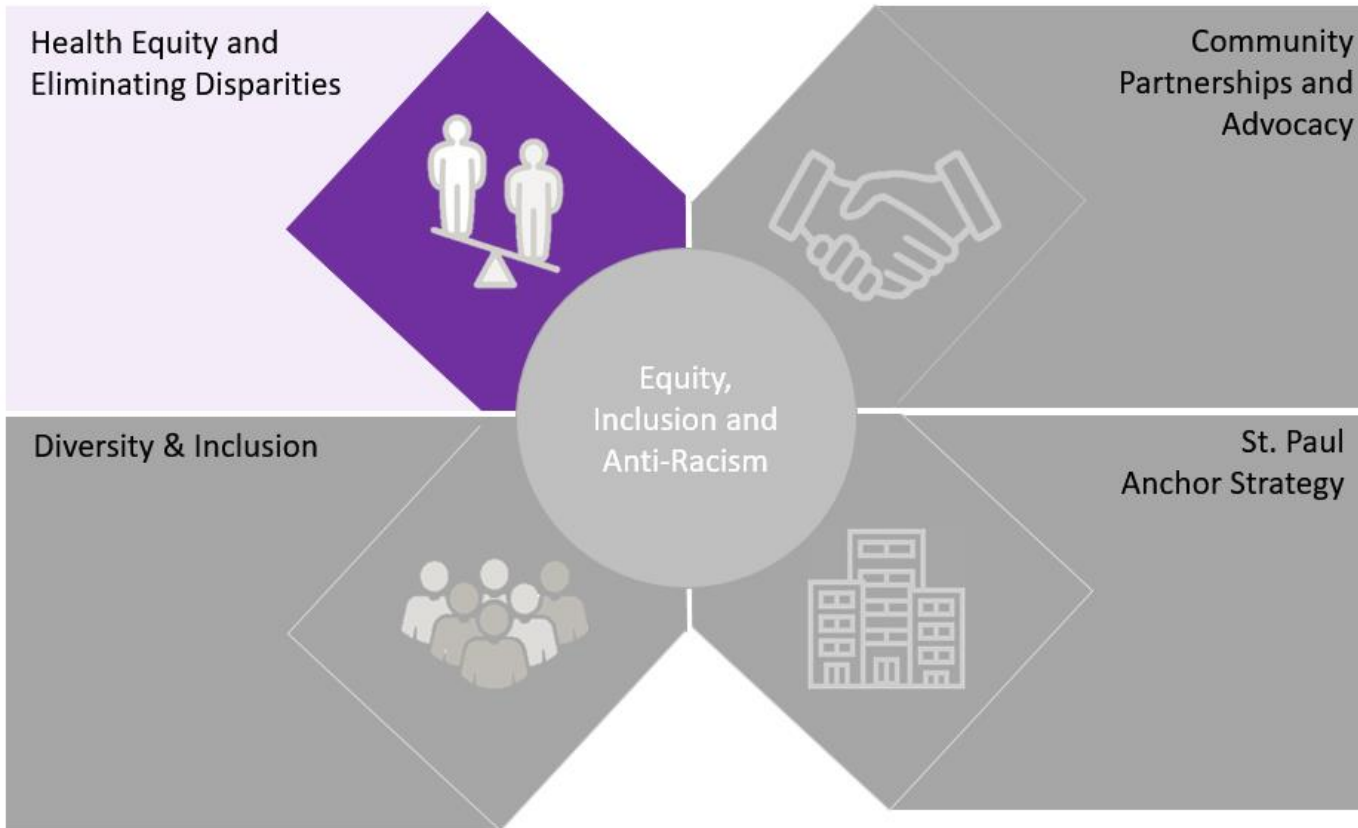 Health Equity and
Eliminating Disparities
Community
Partnerships and
Advocacy
Equity,
Inclusion and
Anti-Racism
Diversity & Inclusion
St. Paul
Anchor Strategy